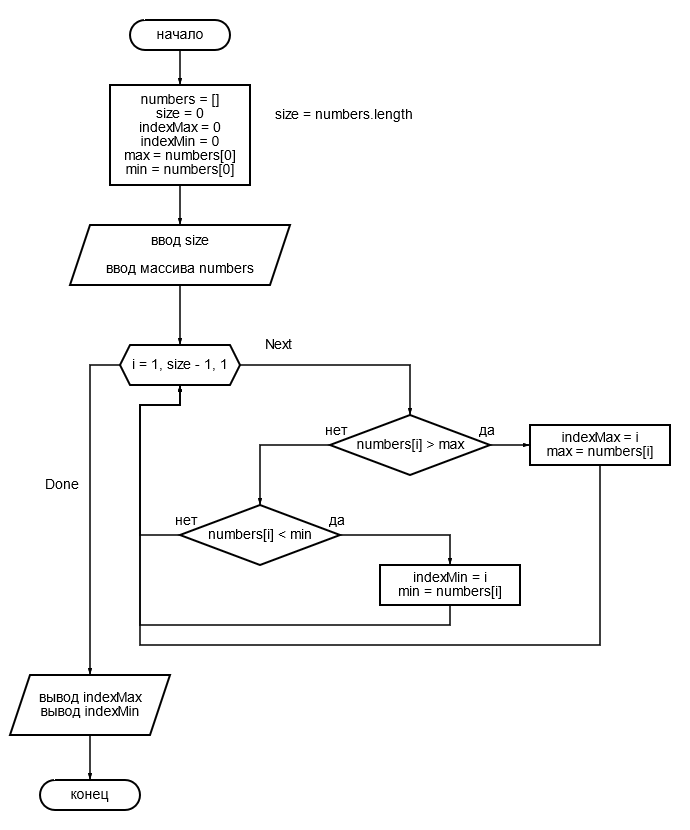 начало
numbers = []
size = 0
indexMax = 0
indexMin = 0
max = numbers[0]
min = numbers[0]
size = numbers.length
ввод size
ввод массива numbers
i = 1, size - 1, 1
Next
нет
numbers[i] > max
да
indexMax = i
max = numbers[i]
Done
нет
numbers[i] < min
да
indexMin = i
min = numbers[i]
вывод indexMax
вывод indexMin
конец